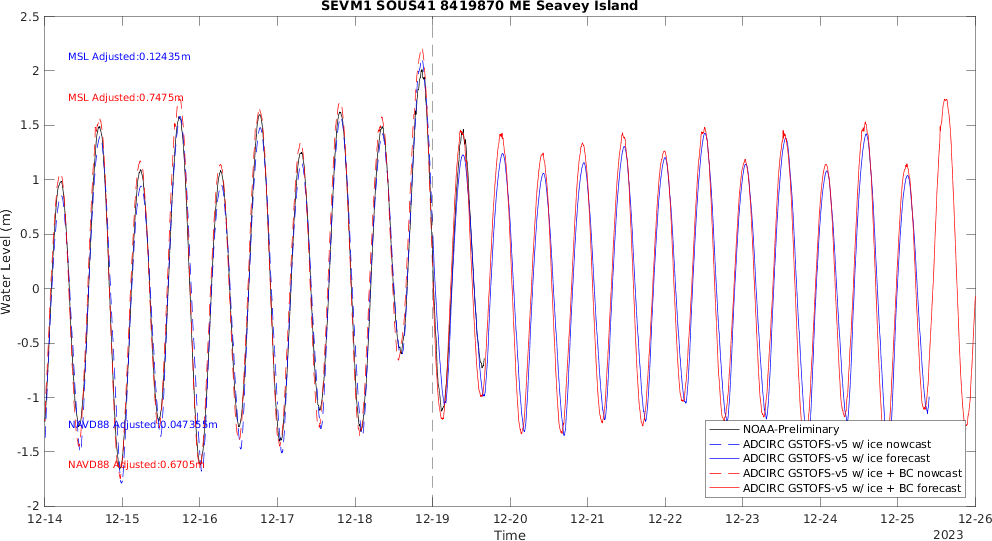 SEVM1 SOUS41 8419870 ME Seavey Island
2.5
2
1.5
1
0.5
0
-0.5
-1
-1.5
-2
Water Level (m)
MSL Adjusted:0.12435m
MSL Adjusted:0.7475m
NAVD88 Adjusted:0.047355m
NAVD88 Adjusted:0.6705m
NOAA-Preliminary
ADCIRC GSTOFS-v5 w/ ice nowcast
ADCIRC GSTOFS-v5 w/ ice forecast
ADCIRC GSTOFS-v5 w/ ice + BC nowcast
ADCIRC GSTOFS-v5 w/ ice + BC forecast
12-14 12-15 12-16 12-17 12-18 12-19 12-20 12-21 12-22 12-23 12-24 12-25 12-26
Time
2023